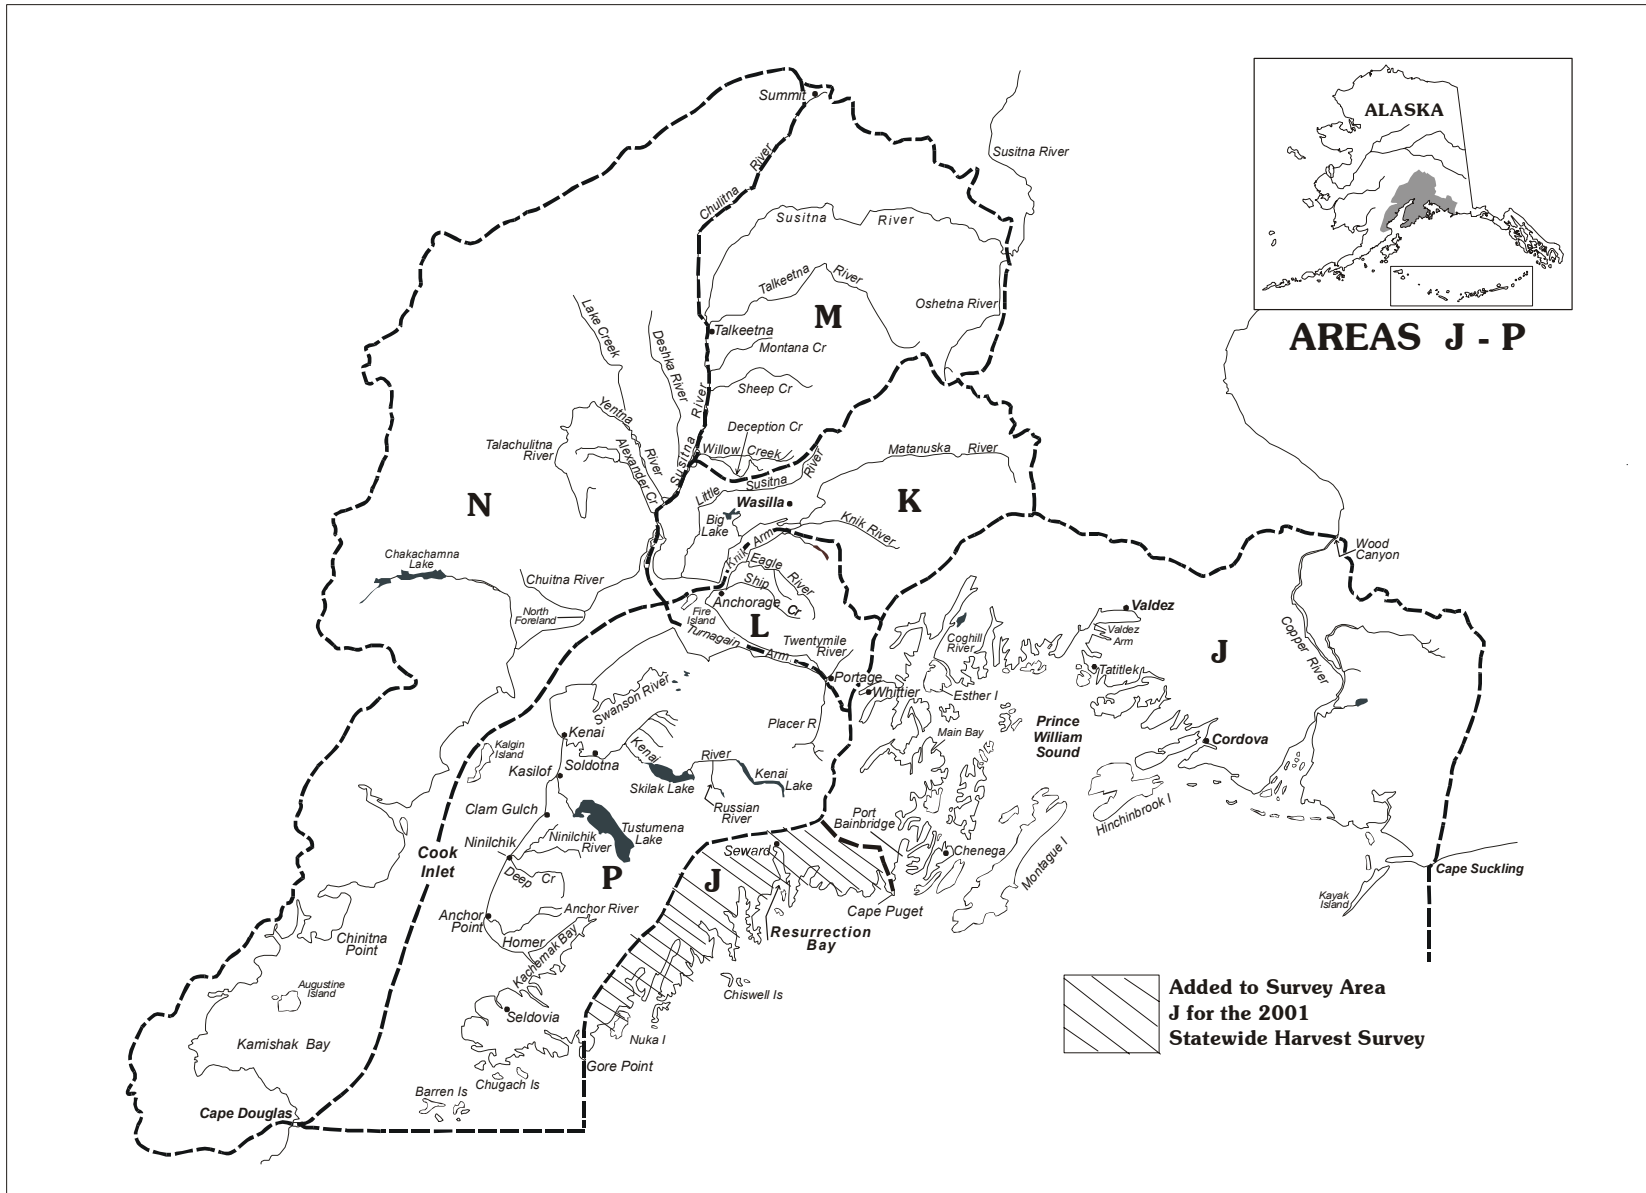 ALASKA
AREAS J - P
Summit
Susitna River
Chulitna
River
Susitna
River
Talkeetna
River
Oshetna River
M
Talkeetna
Montana Cr
Sheep Cr
Lake Creek
Deshka River
River
Susitna
Deception Cr
Willow Creek
Yentna
River
Alexander Cr
Talachulitna
River
N
Little
Susitna
River
Matanuska
River
K
Wasilla
Big
Lake
Knik River
Knik
Arm
Eagle
River
Ship
Cr
Anchorage
Fire
Island
L
Turnagain
Arm
Twentymile
River
Portage
Chakachamna
Lake
Chuitna River
North
Foreland
Wood
Canyon
Valdez
Valdez
Arm
Coghill
River
J
Copper River
Tatitlek
Whittier
Esther I
Prince
William
Sound
Main Bay
Cordova
Hinchinbrook I
Montague I
Port
Bainbridge
Chenega
Cape Puget
Cape Suckling
Kayak
Island
Swanson River
Placer R
Kenai
Soldotna
Kalgin
Island
Kasilof
Kenai
River
Skilak Lake
Kenai
Lake
Russian
River
Clam Gulch
Tustumena
Lake
Ninilchik
Ninilchik
River
Cook
Inlet
Deep
Cr
P
J
Seward
Resurrection
Bay
Anchor
Point
Anchor River
Homer
Kachemak Bay
Chinitna
Point
Augustine
Island
Seldovia
Chiswell Is
Nuka I
Gore Point
Kamishak Bay
Chugach Is
Barren Is
Cape Douglas
Added to Survey Area
J for the 2001
Statewide Harvest Survey